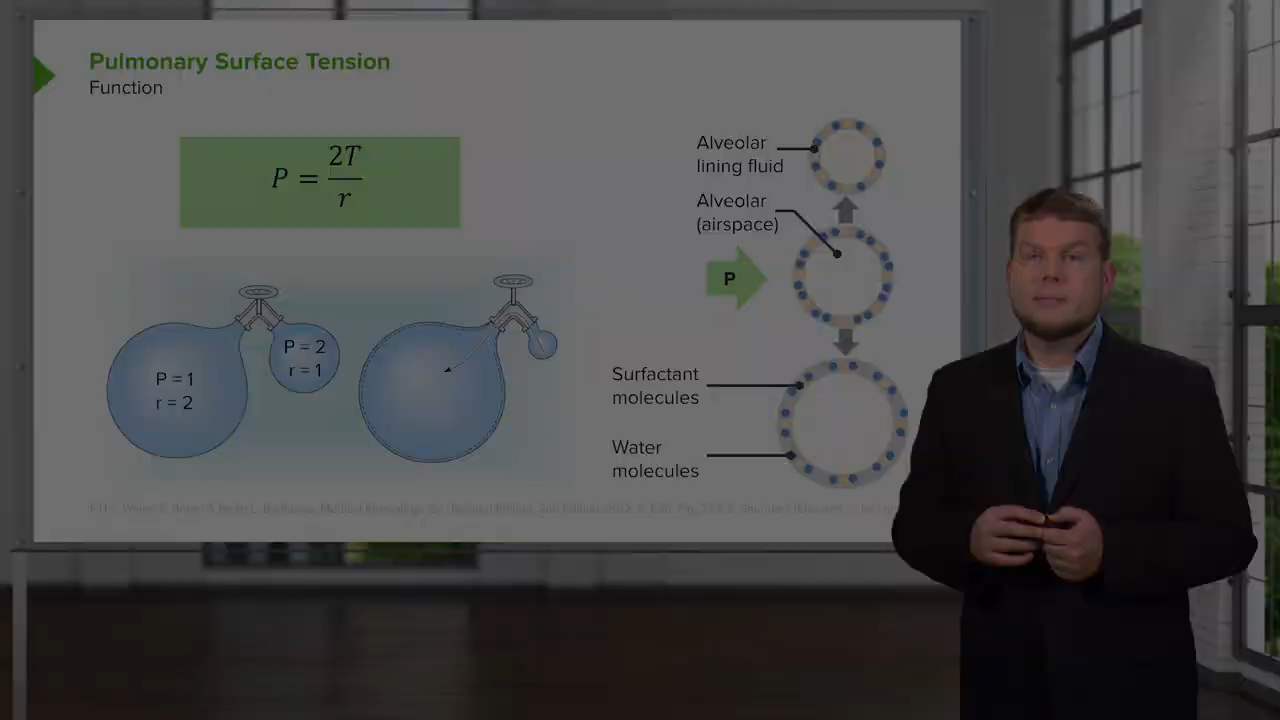 Pulmonary Surface Tension
Function
P = 2T / r
Alveolar
lining fluid
Alveolar
(airspace)
P
P = 1
r = 2
P = 2
r = 1
Surfactant
molecules
Water
molecules